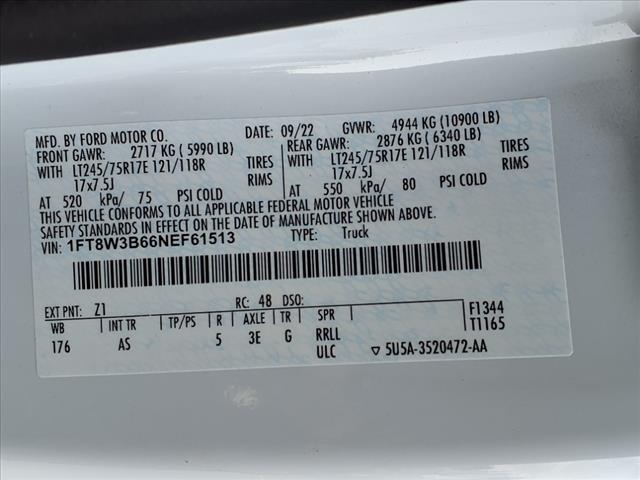 MFD. BY FORD MOTOR CO. DATE: 09/22 GVWR: 4944 KG (10900 LB)
FRONT GAWR: 2717 KG ( 5990 LB) REAR GAWR: 2876 KG ( 6340 LB)
WITH LT245/75R17E 121/118R TIRES WITH LT245/75R17E 121/118R TIRES
17x7.5J RIMS 17x7.5J RIMS
AT 520 kPa/ 75 PSI COLD AT 550 kPa/ 80 PSI COLD
THIS VEHICLE CONFORMS TO ALL APPLICABLE FEDERAL MOTOR VEHICLE
SAFETY STANDARDS IN EFFECT ON THE DATE OF MANUFACTURE SHOWN ABOVE.
VIN: 1FT8W3B66NEF61513 TYPE: Truck
EXT PNT: Z1 RC: 48 DSO:
WB INT TR TP/PS R AXLE TR SPR F1344
176 AS 5 3E G RRLL T1165
ULC ▽ 5U5A-3520472-AA